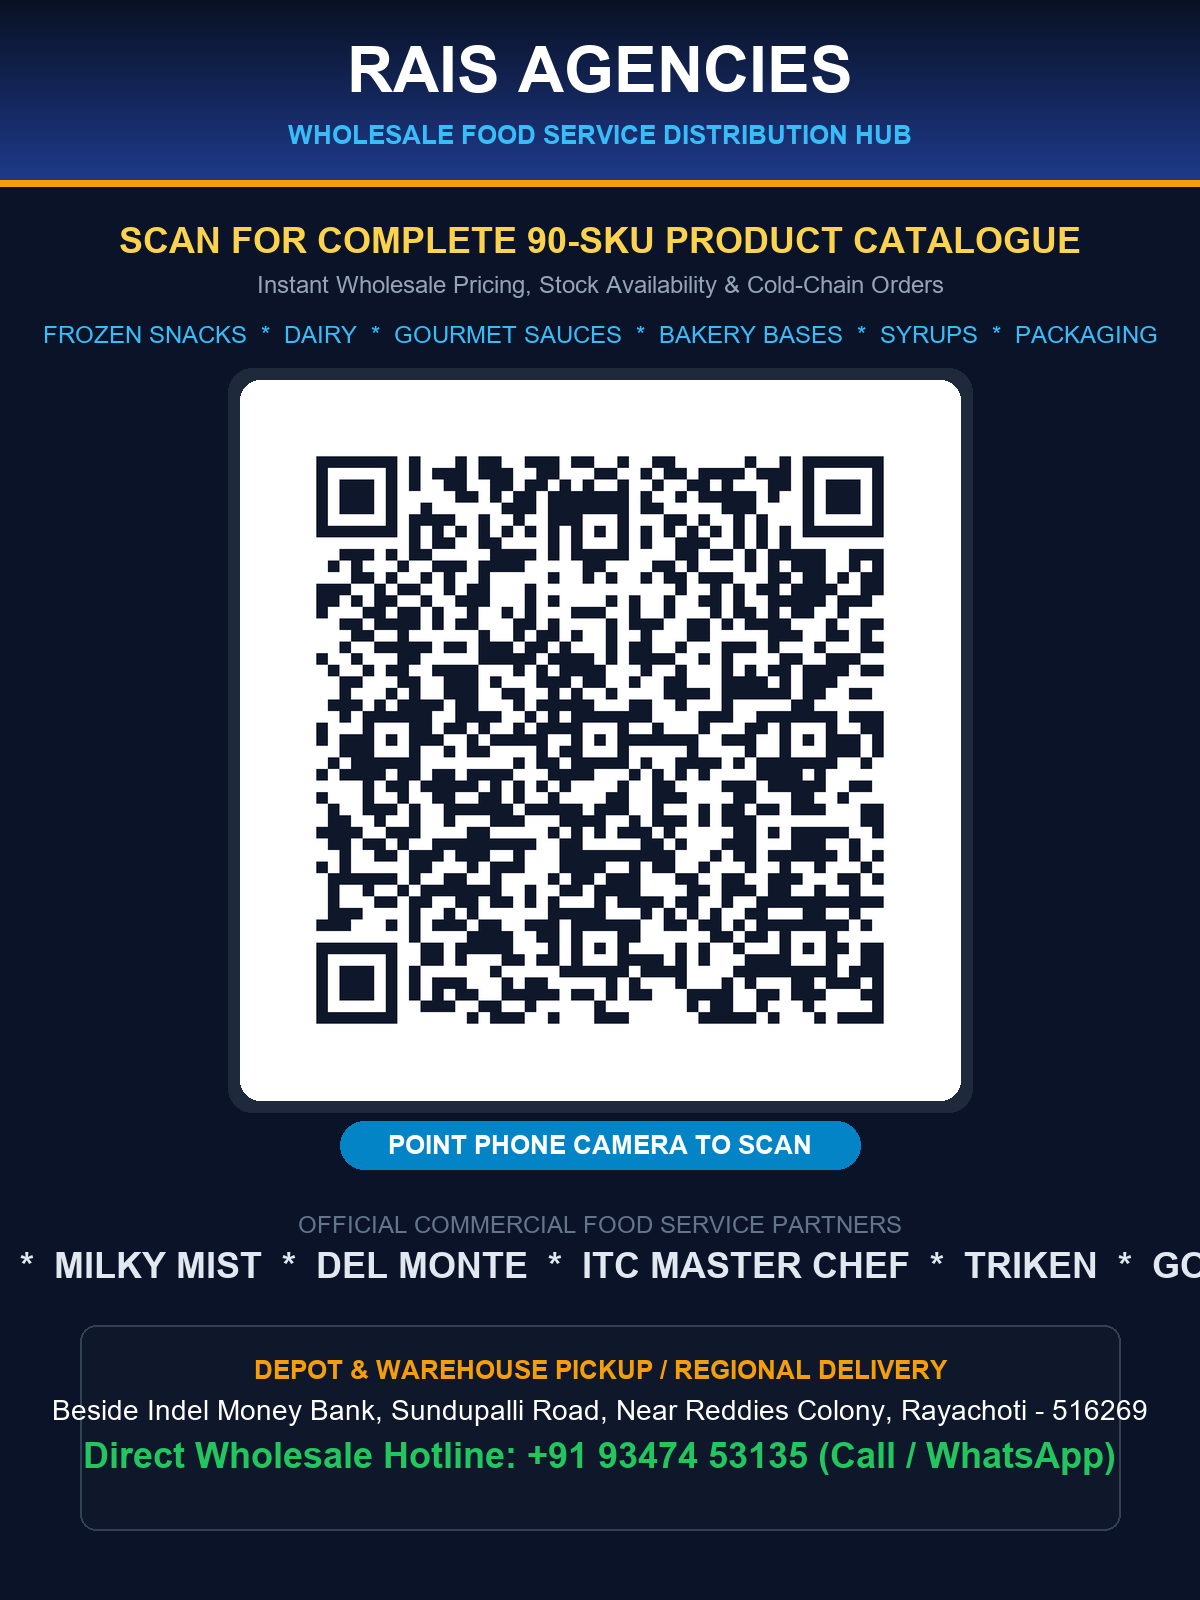 RAIS AGENCIES
WHOLESALE FOOD SERVICE DISTRIBUTION HUB
SCAN FOR COMPLETE 90-SKU PRODUCT CATALOGUE
Instant Wholesale Pricing, Stock Availability & Cold-Chain Orders
FROZEN SNACKS * DAIRY * GOURMET SAUCES * BAKERY BASES * SYRUPS * PACKAGING
POINT PHONE CAMERA TO SCAN
OFFICIAL COMMERCIAL FOOD SERVICE PARTNERS
* MILKY MIST * DEL MONTE * ITC MASTER CHEF * TRIKEN *
DEPOT & WAREHOUSE PICKUP / REGIONAL DELIVERY
Beside Indel Money Bank, Sundupalli Road, Near Reddies Colony, Rayachoti - 516269
Direct Wholesale Hotline: +91 93474 53135 (Call / WhatsApp)